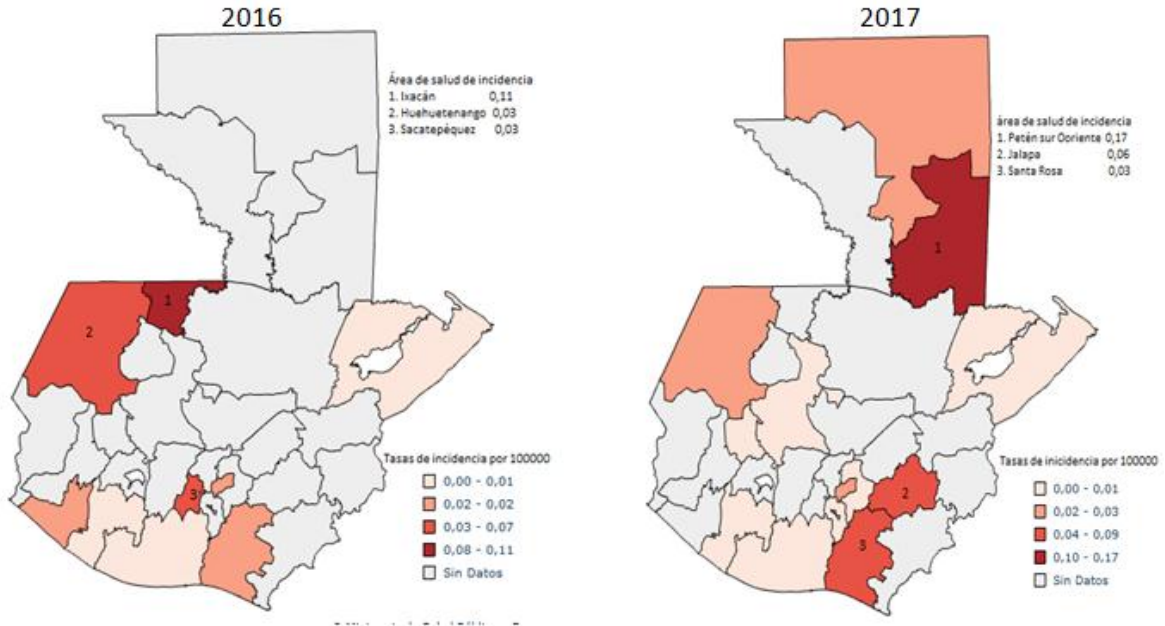 2016
Área de salud de incidencia
1. Ixacán 0,11
2. Huehuetenango 0,03
3. Sacatepéquez 0,03
1
2
3
Tasas de incidencia por 100000
0,00 - 0,01
0,02 - 0,02
0,03 - 0,07
0,08 - 0,11
Sin Datos
2017
área de salud de incidencia
1. Petén sur Ooriente 0,17
2. Jalapa 0,06
3. Santa Rosa 0,03
1
2
3
Tasas de inicidencia por 100000
0,00 - 0,01
0,02 - 0,03
0,04 - 0,09
0,10 - 0,17
Sin Datos